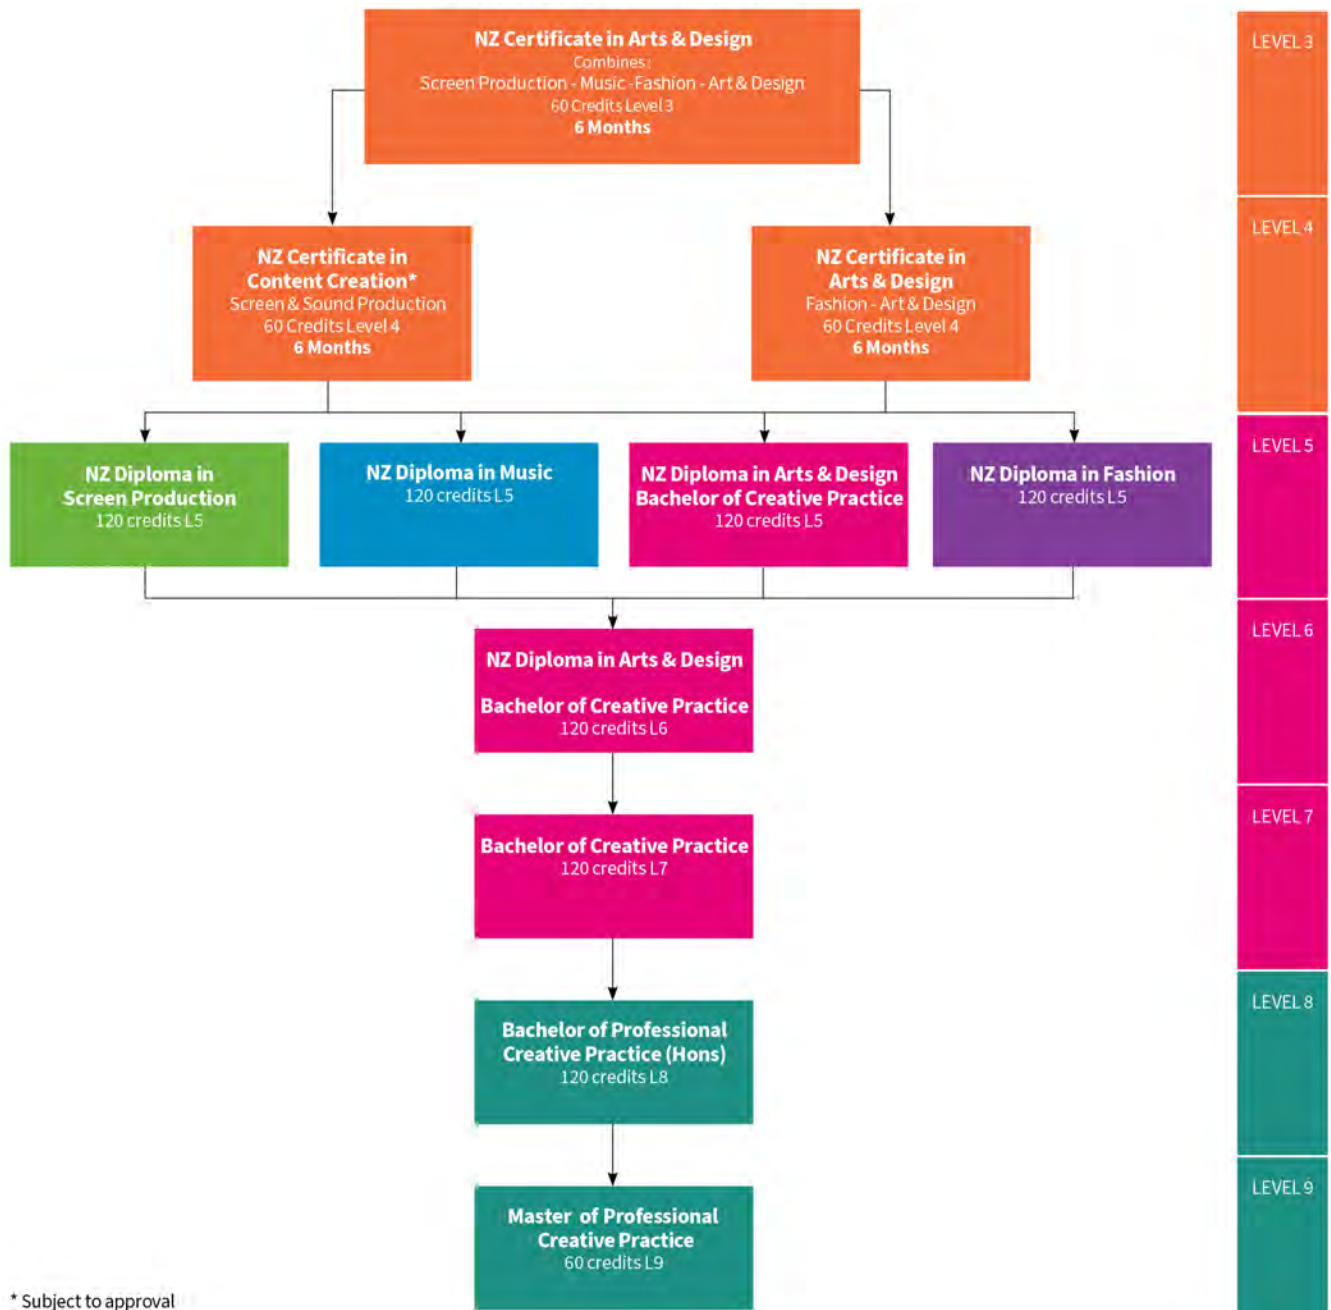 NZ Certificate in Arts & Design
Combines:
Screen Production - Music -Fashion - Art & Design
60 Credits Level 3
6 Months
LEVEL 3
NZ Certificate in
Content Creation*
Screen & Sound Production
60 Credits Level 4
6 Months
NZ Certificate in
Arts & Design
Fashion - Art & Design
60 Credits Level 4
6 Months
LEVEL 4
NZ Diploma in
Screen Production
120 credits L5
NZ Diploma in Music
120 credits L5
NZ Diploma in Arts & Design
Bachelor of Creative Practice
120 credits L5
NZ Diploma in Fashion
120 credits L5
LEVEL 5
NZ Diploma in Arts & Design
Bachelor of Creative Practice
120 credits L6
LEVEL 6
Bachelor of Creative Practice
120 credits L7
LEVEL 7
Bachelor of Professional
Creative Practice (Hons)
120 credits L8
LEVEL 8
Master of Professional
Creative Practice
60 credits L9
LEVEL 9
* Subject to approval